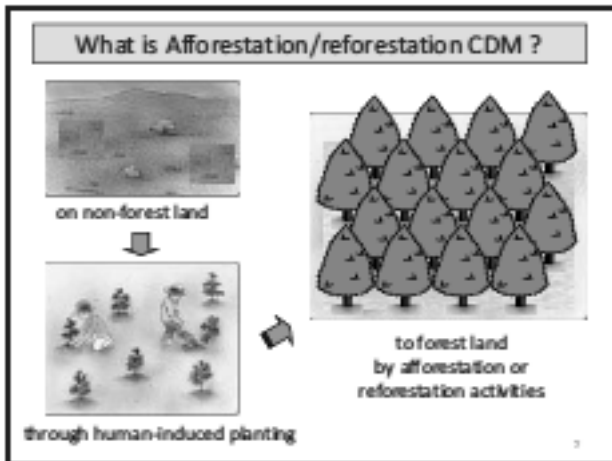 What is Afforestation/reforestation CDM ?
on non-forest land
through human-induced planting
to forest land
by afforestation or
reforestation activities